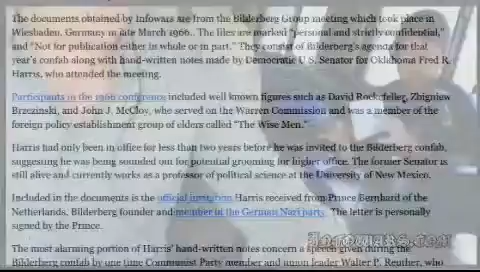 The documents obtained by Infowars are from the Bilderberg Group meeting which took place in
Wiesbaden, Germany in late March 1966. The files are marked "personal and strictly confidential,"
and "Not for publication either in whole or in part." They consist of Bilderberg's agenda for that
year's confab along with hand-written notes made by Democratic U.S. Senator for Oklahoma Fred R.
Harris, who attended the meeting.
Participants in the 1966 conference included well known figures such as David Rockefeller, Zbigniew
Brzezinski, and John J. McCloy, who served on the Warren Commission and was a member of the
foreign policy establishment group of elders called "The Wise Men."
Harris had only been in office for less than two years before he was invited to the Bilderberg confab,
suggesting he was being sounded out for potential grooming for higher office. The former Senator is
still alive and currently works as a professor of political science at the University of New Mexico.
Included in the documents is the official invitation Harris received from Prince Bernhard of the
Netherlands, Bilderberg founder and member of the German Nazi party. The letter is personally
signed by the Prince.
INFOWARS.COM
The most alarming portion of Harris' hand-written notes concern a speech given during the
Bilderberg confab by one time Communist Party member and union leader Walter P. Reuther, who